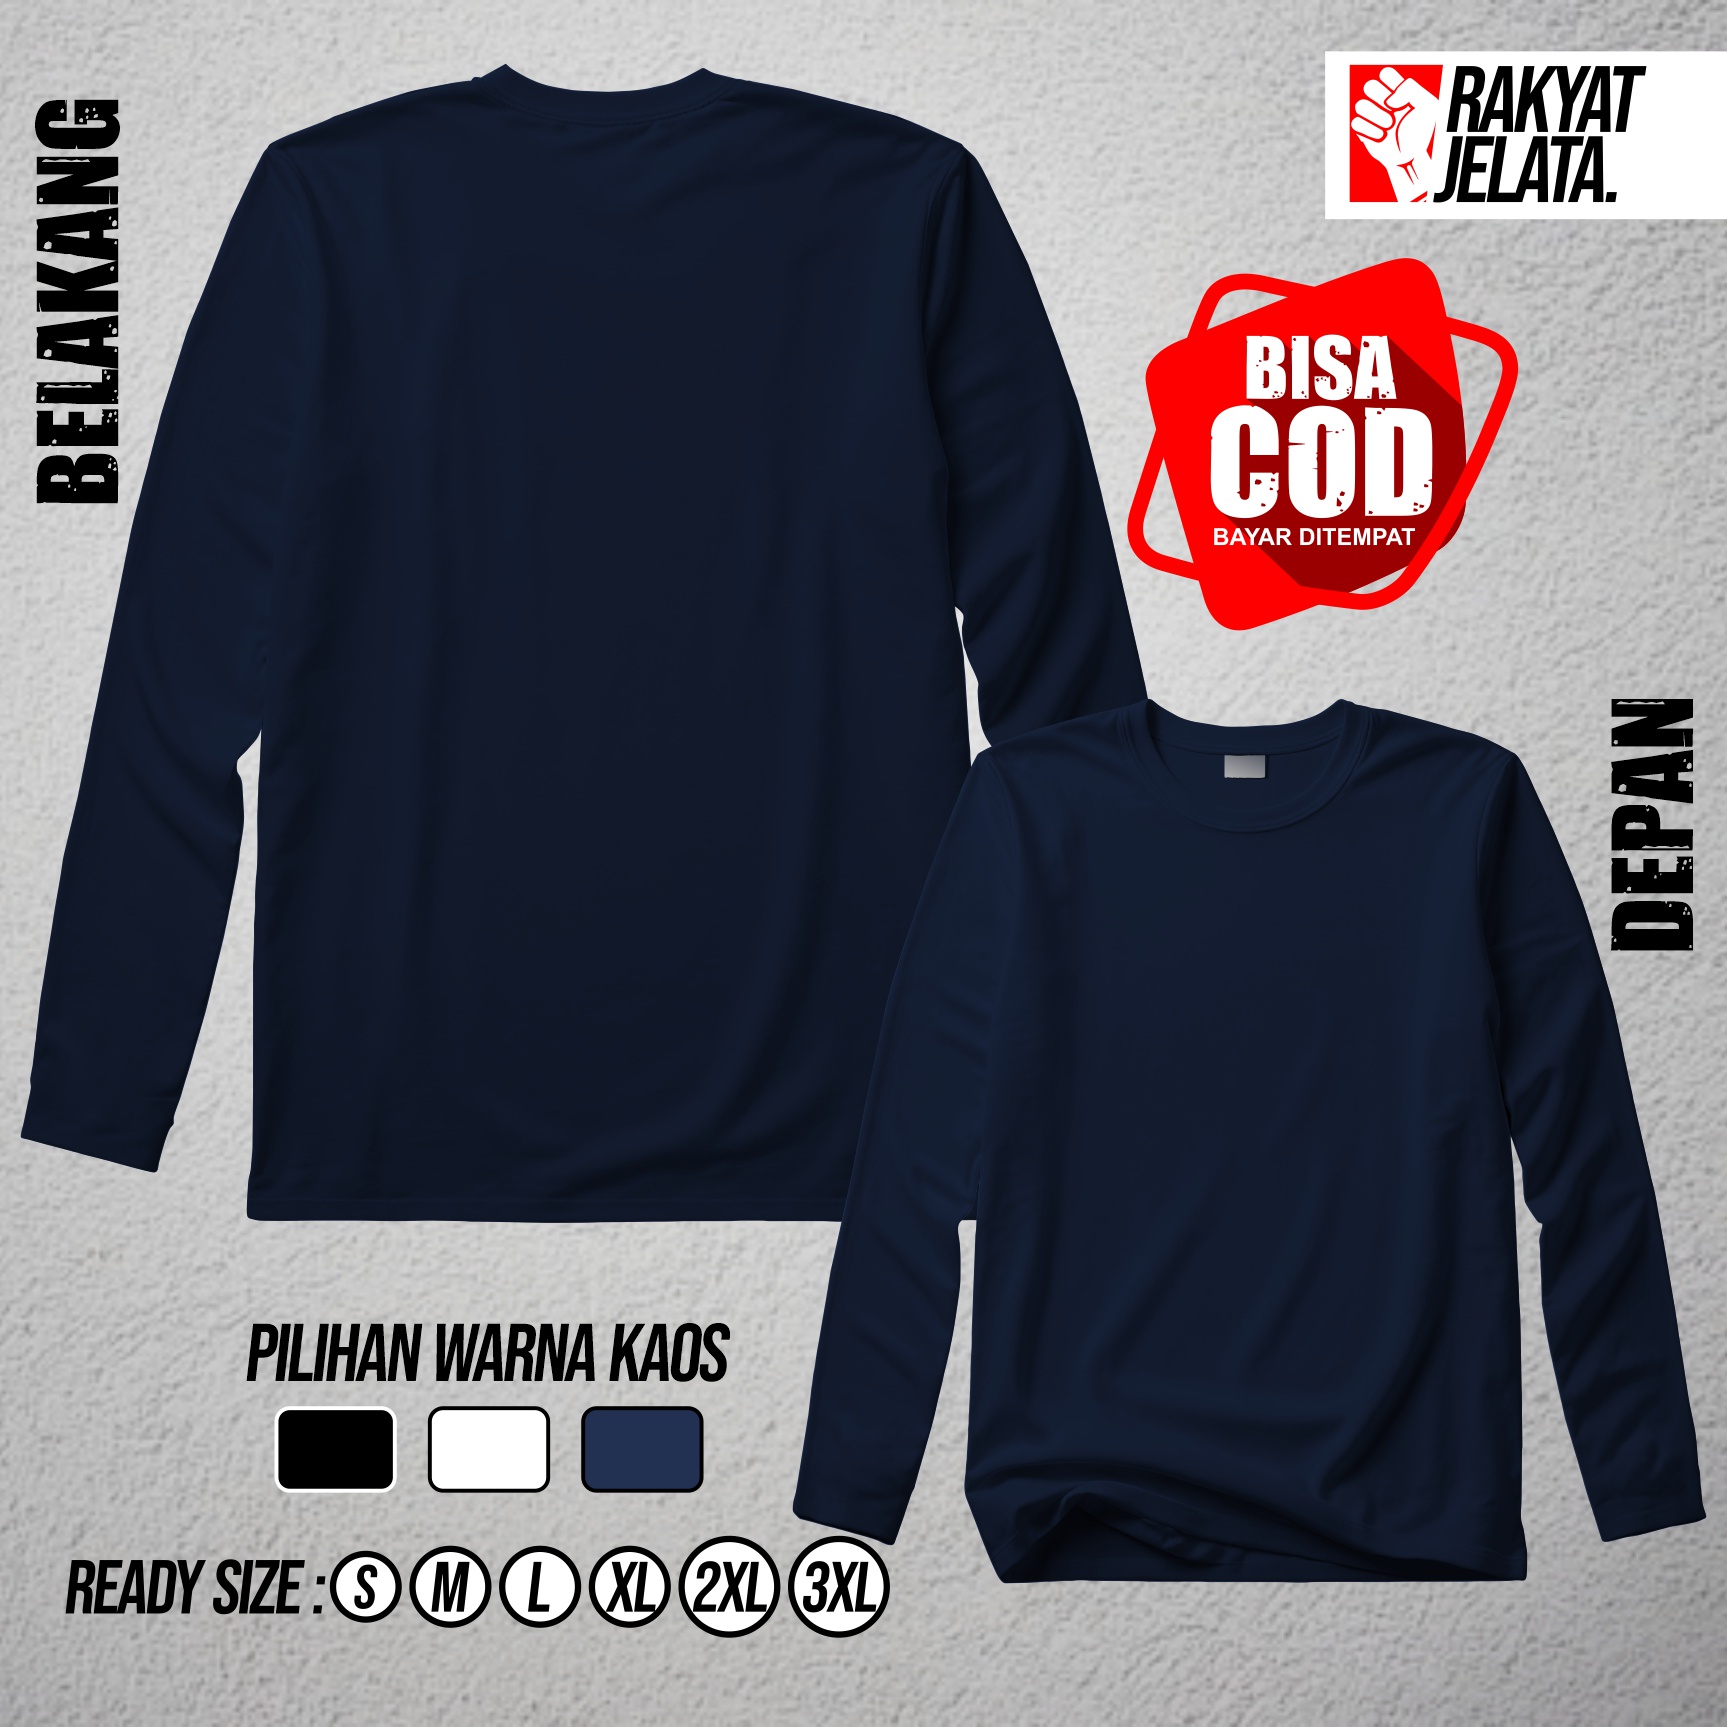 BELAKANG
RAKYAT
JELATA.
BISA
COD
BAYAR DITEMPAT
DEPAN
PILIHAN WARNA KAOS
READY SIZE : S M L XL 2XL 3XL